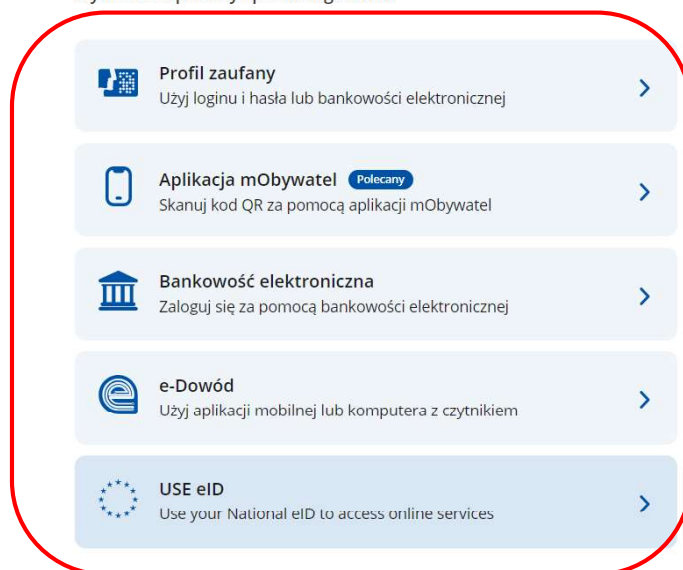 Profil zaufany
Użyj loginu i hasła lub bankowości elektronicznej
Aplikacja mObywatel Polecany
Skanuj kod QR za pomocą aplikacji mObywatel
Bankowość elektroniczna
Zaloguj się za pomocą bankowości elektronicznej
e-Dowód
Użyj aplikacji mobilnej lub komputera z czytnikiem
USE eID
Use your National eID to access online services